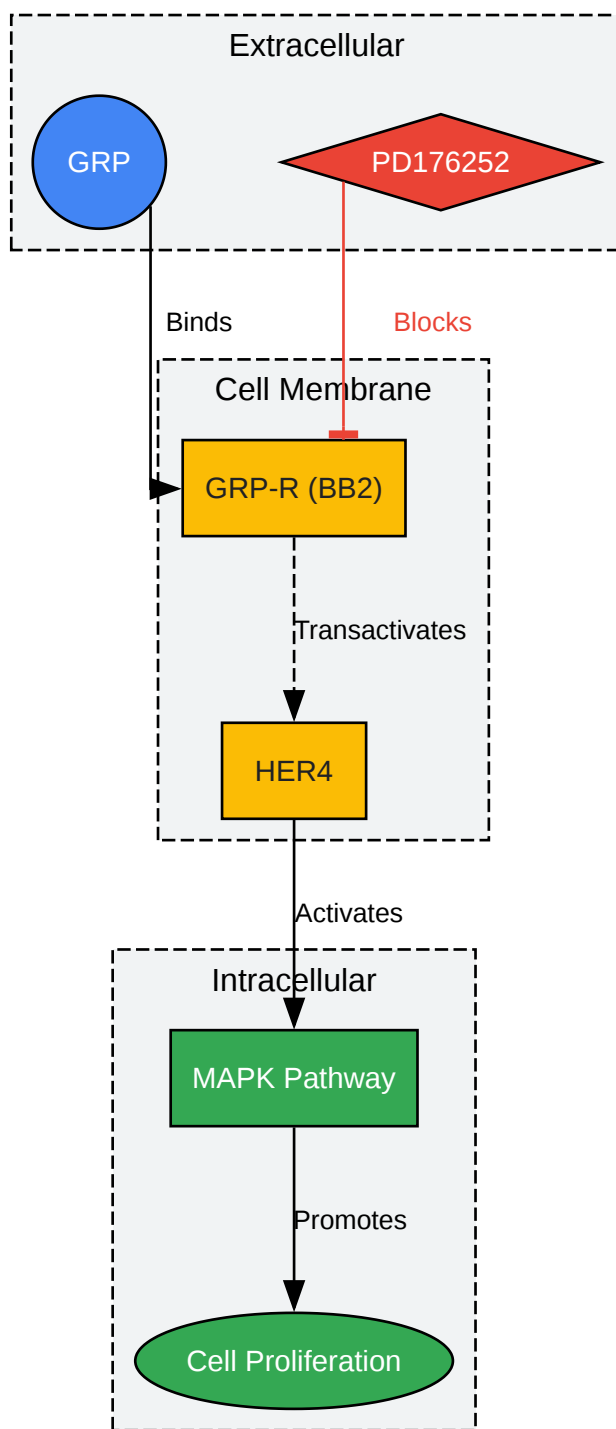 Extracellular
GRP
PD176252
Binds
Blocks
Cell Membrane
GRP-R (BB2)
Transactivates
HER4
Activates
Intracellular
MAPK Pathway
Promotes
Cell Proliferation